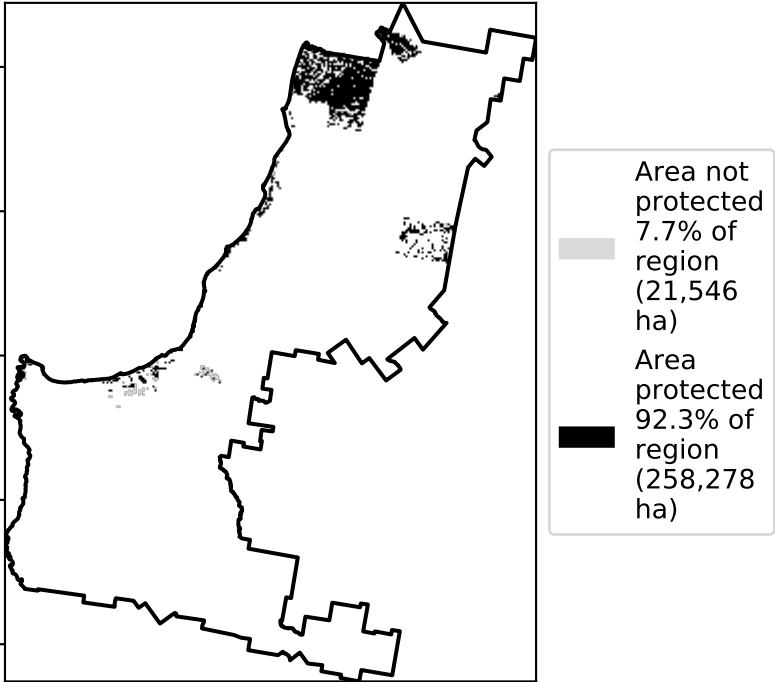 Area not
protected
7.7% of
region
(21,546
ha)
Area
protected
92.3% of
region
(258,278
ha)